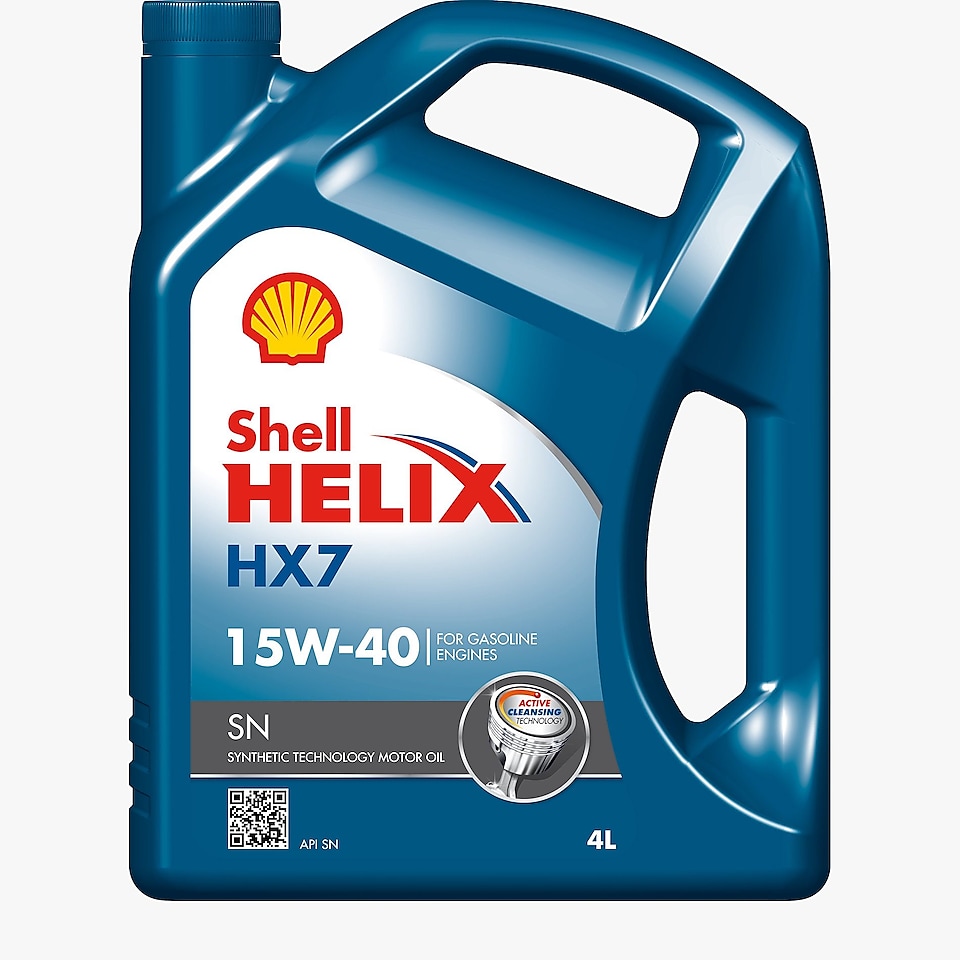 Shell
HELIX
HX7
15W-40
FOR GASOLINE
ENGINES
ACTIVE
CLEANSING
TECHNOLOGY
SN
SYNTHETIC TECHNOLOGY MOTOR OIL
API SN
4L